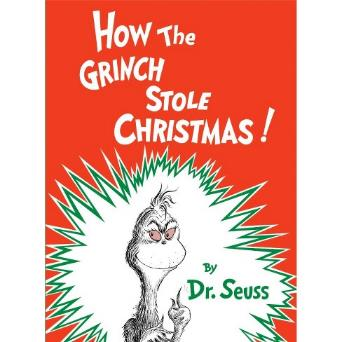 How The
Grinch
Stole
Christmas!
By
Dr. Seuss